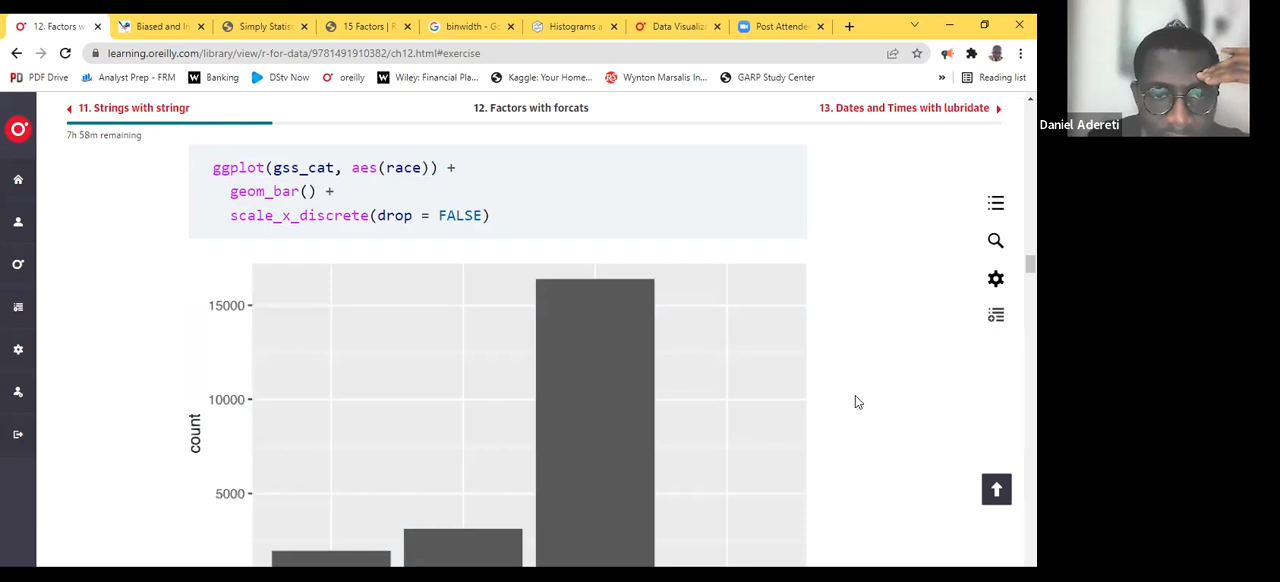 12. Factors w
Biased and In
Simply Statis
15 Factors | R
binwidth - Go
Histograms a
Data Visualiz
Post Attende
learning.oreilly.com/library/view/r-for-data/9781491910382/ch12.html#exercise
PDF Drive
Analyst Prep - FRM
Banking
DStv Now
oreilly
Wiley: Financial Pla...
Kaggle: Your Home...
Wynton Marsalis In...
GARP Study Center
»
Reading list
11. Strings with stringr
12. Factors with forcats
13. Dates and Times with lubridate
7h 58m remaining
ggplot(gss_cat, aes(race)) +
geom_bar() +
scale_x_discrete(drop = FALSE)
15000
10000
5000
count
Daniel Adereti